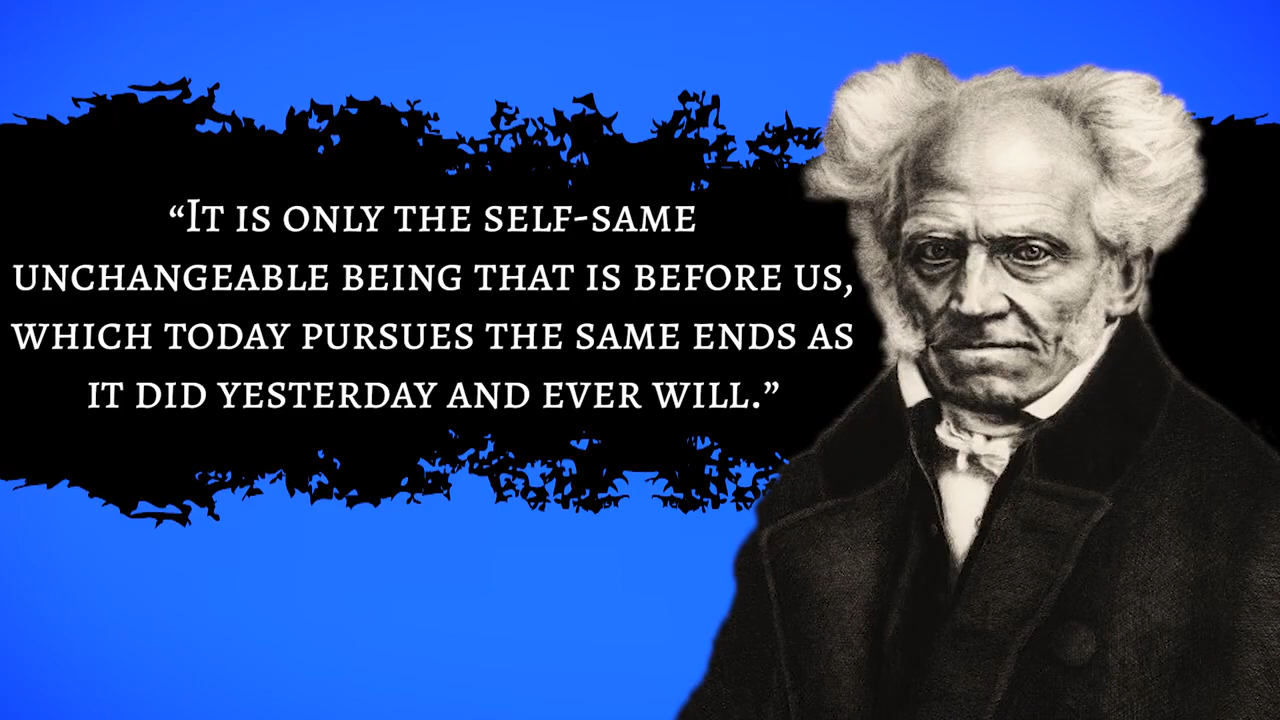 “It is only the self-same
unchangeable being that is before us,
which today pursues the same ends as
it did yesterday and ever will.”